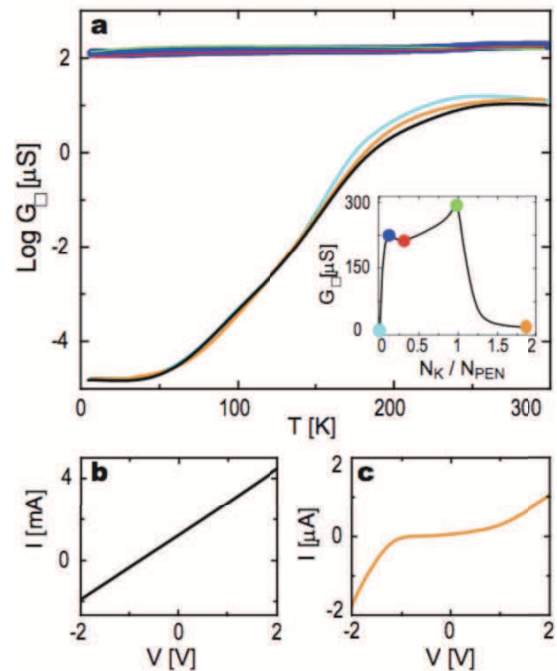 a
Log G□ [μS]
2
0
-2
-4
0 100 200 300
T [K]
G□[μS]
300
150
0
0 0.5 1 1.5 2
N_K / N_PEN
b
I [mA]
4
0
-2 0 2
V [V]
c
I [μA]
2
0
-2
-2 0 2
V [V]